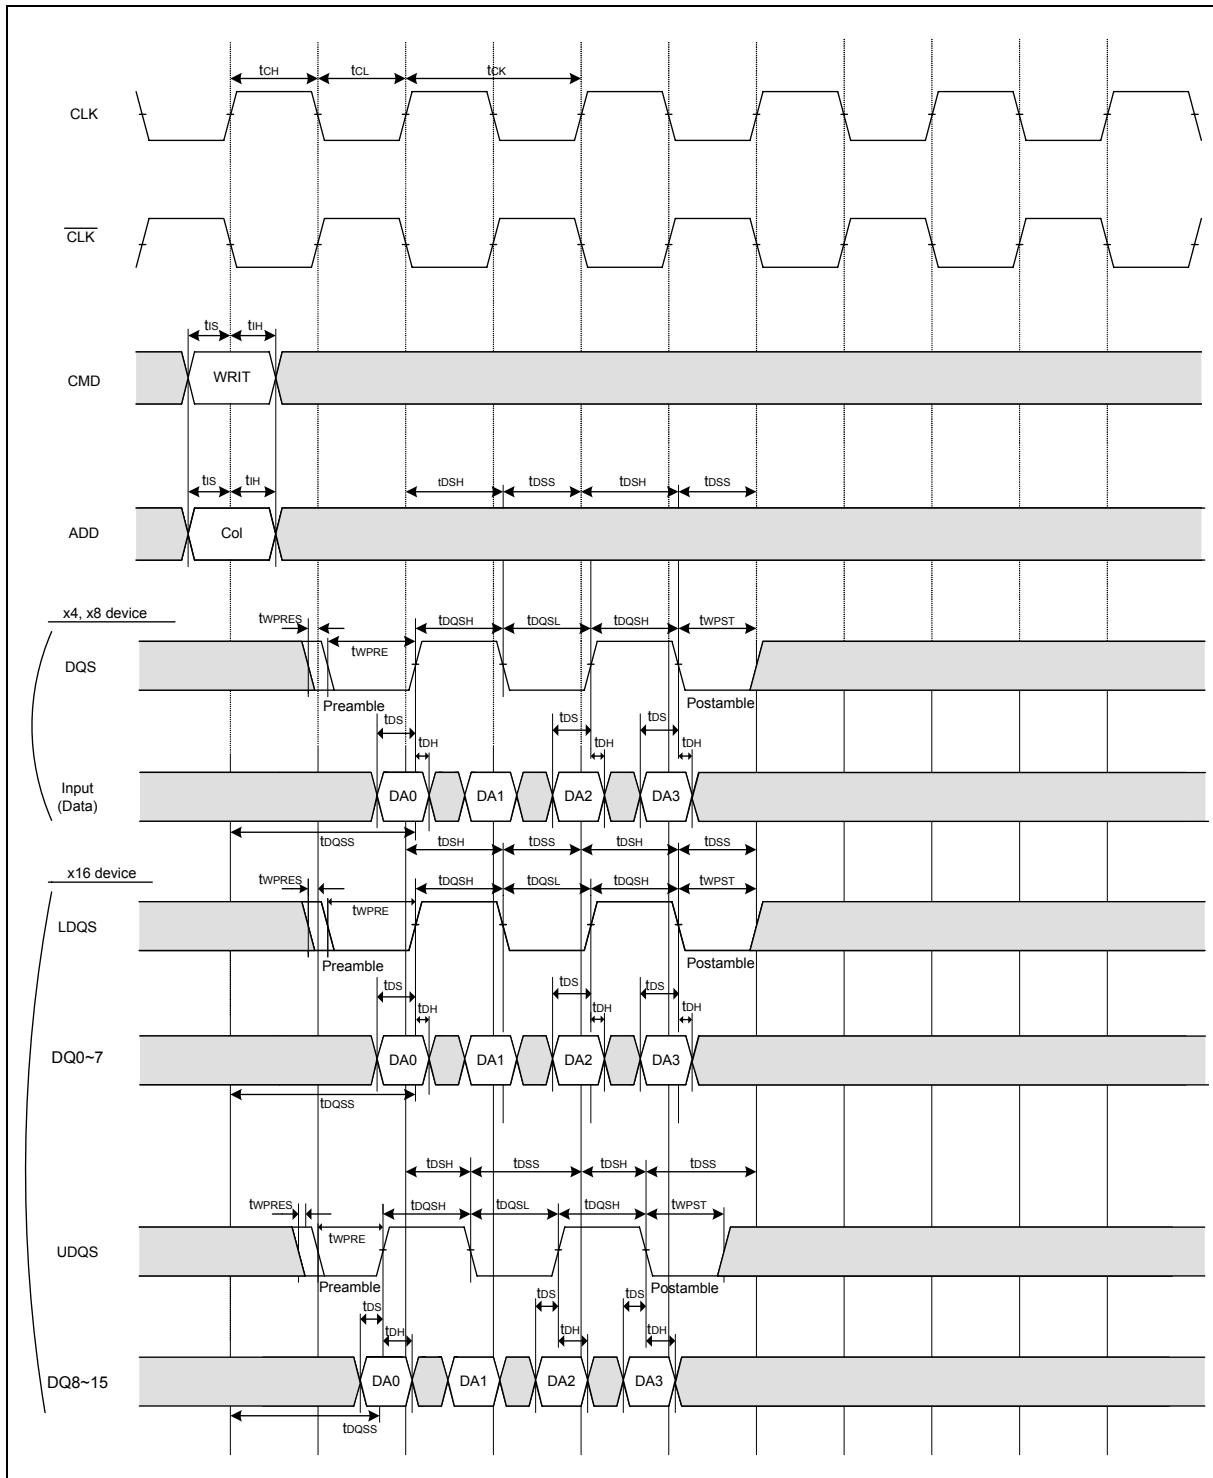 tCH tCL tCK
CLK
CLK
tIS tIH
CMD WRIT
tIS tIH tDSH tDSS tDSH tDSS
ADD Col
x4, x8 device
tWPRES tDQSH tDQSL tDQSH tWPST
tWPRE
DQS
Preamble Postamble
tDS tDS tDS
tDH tDH tDH
Input
(Data)
DA0 DA1 DA2 DA3
tDQSS
tDSH tDSS tDSH tDSS
x16 device
tWPRES tDQSH tDQSL tDQSH tWPST
tWPRE
LDQS
Preamble Postamble
tDS tDS tDS
tDH tDH tDH
DQ0~7 DA0 DA1 DA2 DA3
tDQSS
tDSH tDSS tDSH tDSS
tWPRES tDQSH tDQSL tDQSH tWPST
tWPRE
UDQS
Preamble Postamble
tDS tDS tDS
tDH tDH tDH
DQ8~15 DA0 DA1 DA2 DA3
tDQSS